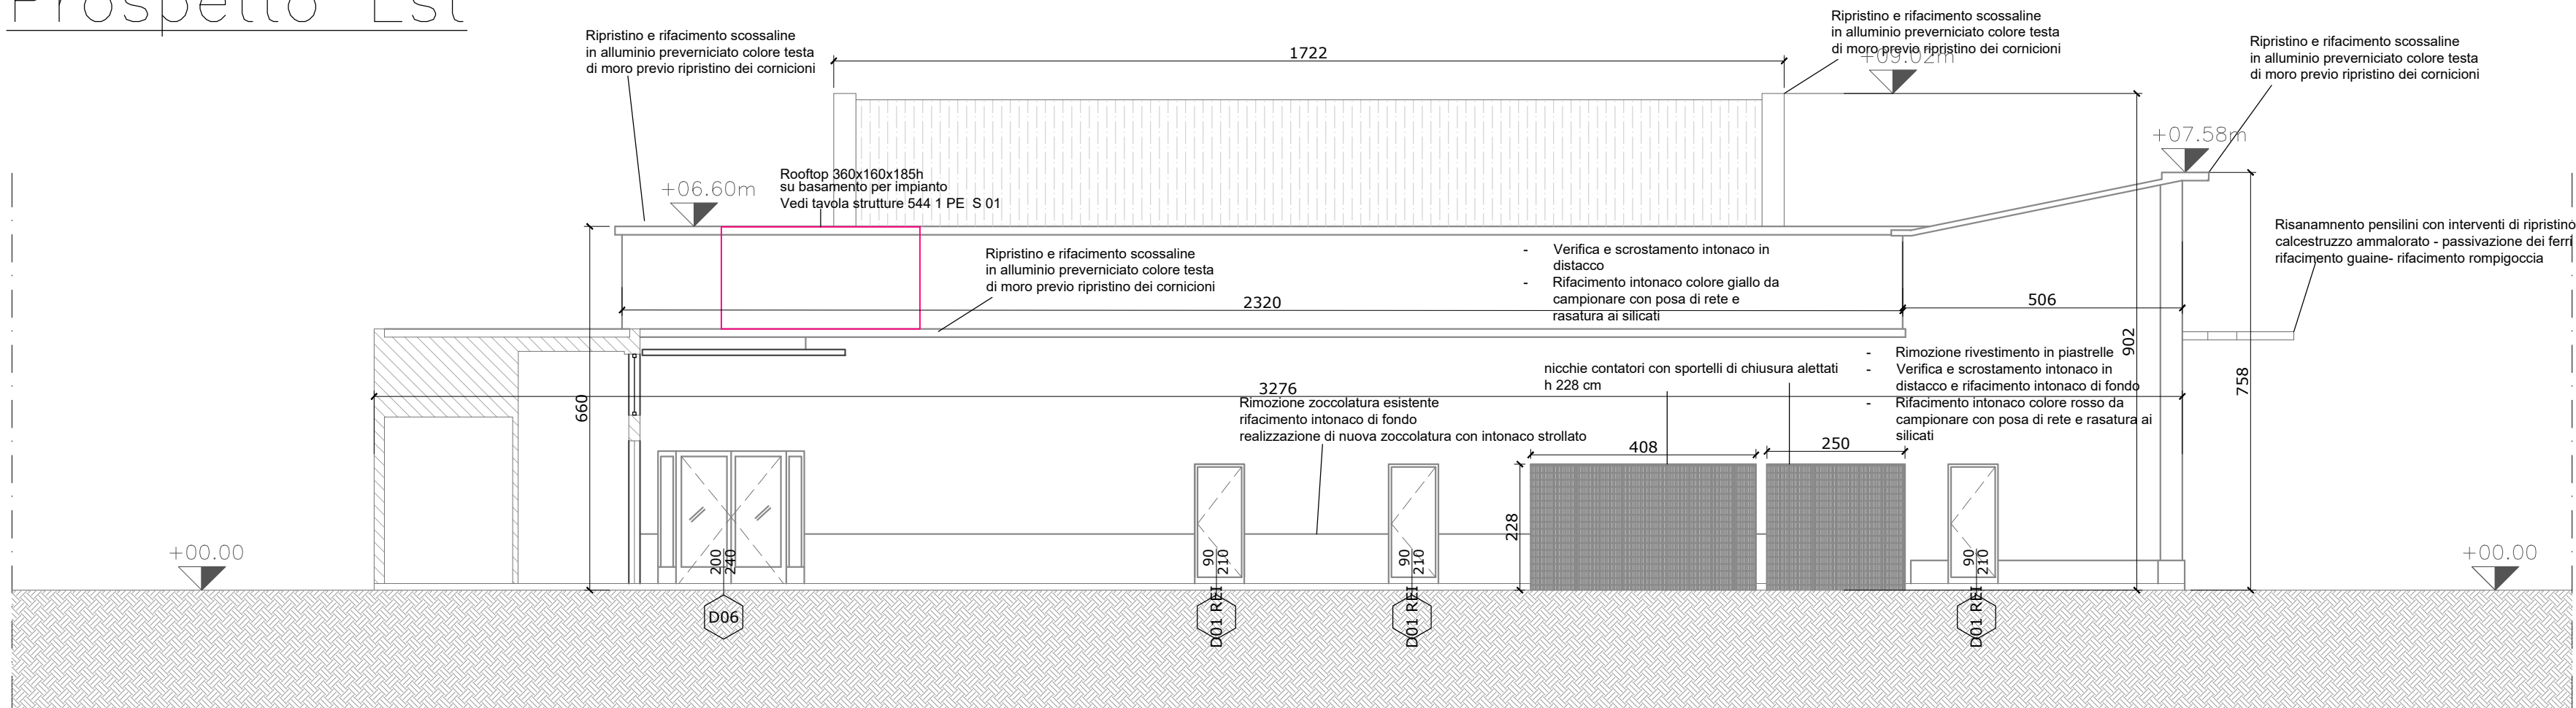 Prospetto Est
Ripristino e rifacimento scossaline
in alluminio preverniciato colore testa
di moro previo ripristino dei cornicioni
1722
Ripristino e rifacimento scossaline
in alluminio preverniciato colore testa
di moro previo ripristino dei cornicioni
+09.02m
Ripristino e rifacimento scossaline
in alluminio preverniciato colore testa
di moro previo ripristino dei cornicioni
+07.58m
+06.60m
Rooftop 360x160x185h
su basamento per impianto
Vedi tavola strutture 544 1 PE S 01
Ripristino e rifacimento scossaline
in alluminio preverniciato colore testa
di moro previo ripristino dei cornicioni
- Verifica e scrostamento intonaco in
distacco
- Rifacimento intonaco colore giallo da
campionare con posa di rete e
rasatura ai silicati
Risanamnento pensilini con interventi di ripristino
calcestruzzo ammalorato - passivazione dei ferri
rifacimento guaine- rifacimento rompigoccia
2320
506
902
758
660
3276
nicchie contatori con sportelli di chiusura alettati
h 228 cm
- Rimozione rivestimento in piastrelle
- Verifica e scrostamento intonaco in
distacco e rifacimento intonaco di fondo
- Rifacimento intonaco colore rosso da
campionare con posa di rete e rasatura ai
silicati
Rimozione zoccolatura esistente
rifacimento intonaco di fondo
realizzazione di nuova zoccolatura con intonaco strollato
408
250
228
+00.00
+00.00
200
240
D06
90
210
D01 REI
90
210
D01 REI
90
210
D01 REI